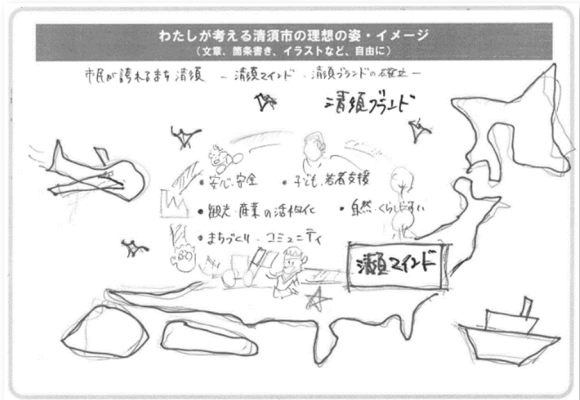 わたしが考える清須市の理想の姿・イメージ
（文章、箇条書き、イラストなど、自由に）
市民が誇れるまち清須 － 清須マインド・清須ブランドの確立－
清須ブランド
・安心・安全 ・子ども、若者支援
・観光・産業の活性化 ・自然・くらしやすい
・まちづくり・コミュニティ
清須マインド